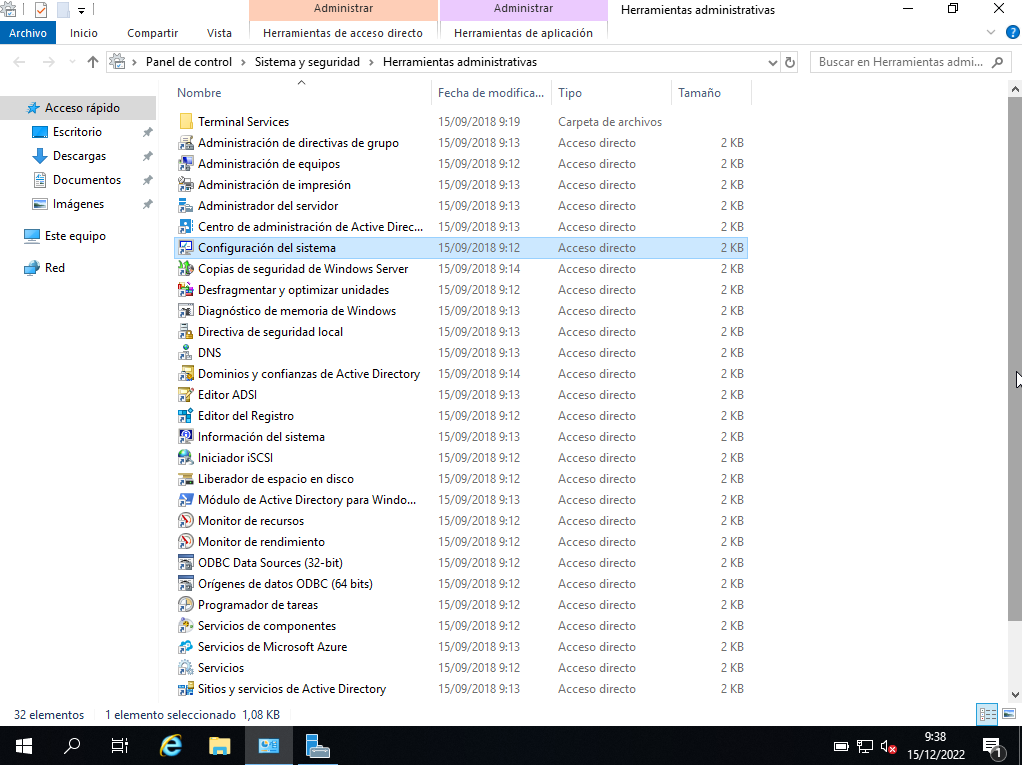 Administrar
Administrar
Herramientas administrativas
Archivo Inicio Compartir Vista Herramientas de acceso directo Herramientas de aplicación
Panel de control > Sistema y seguridad > Herramientas administrativas
Buscar en Herramientas admi...
Nombre Fecha de modifica... Tipo Tamaño
Acceso rápido
Escritorio
Descargas
Documentos
Imágenes
Este equipo
Red
Terminal Services 15/09/2018 9:19 Carpeta de archivos
Administración de directivas de grupo 15/09/2018 9:13 Acceso directo 2 KB
Administración de equipos 15/09/2018 9:12 Acceso directo 2 KB
Administración de impresión 15/09/2018 9:13 Acceso directo 2 KB
Administrador del servidor 15/09/2018 9:13 Acceso directo 2 KB
Centro de administración de Active Direc... 15/09/2018 9:13 Acceso directo 2 KB
Configuración del sistema 15/09/2018 9:12 Acceso directo 2 KB
Copias de seguridad de Windows Server 15/09/2018 9:14 Acceso directo 2 KB
Desfragmentar y optimizar unidades 15/09/2018 9:12 Acceso directo 2 KB
Diagnóstico de memoria de Windows 15/09/2018 9:13 Acceso directo 2 KB
Directiva de seguridad local 15/09/2018 9:13 Acceso directo 2 KB
DNS 15/09/2018 9:13 Acceso directo 2 KB
Dominios y confianzas de Active Directory 15/09/2018 9:14 Acceso directo 2 KB
Editor ADSI 15/09/2018 9:13 Acceso directo 2 KB
Editor del Registro 15/09/2018 9:12 Acceso directo 2 KB
Información del sistema 15/09/2018 9:13 Acceso directo 2 KB
Iniciador iSCSI 15/09/2018 9:12 Acceso directo 2 KB
Liberador de espacio en disco 15/09/2018 9:12 Acceso directo 2 KB
Módulo de Active Directory para Windo... 15/09/2018 9:13 Acceso directo 2 KB
Monitor de recursos 15/09/2018 9:12 Acceso directo 2 KB
Monitor de rendimiento 15/09/2018 9:12 Acceso directo 2 KB
ODBC Data Sources (32-bit) 15/09/2018 9:12 Acceso directo 2 KB
Orígenes de datos ODBC (64 bits) 15/09/2018 9:12 Acceso directo 2 KB
Programador de tareas 15/09/2018 9:12 Acceso directo 2 KB
Servicios de componentes 15/09/2018 9:12 Acceso directo 2 KB
Servicios de Microsoft Azure 15/09/2018 9:13 Acceso directo 2 KB
Servicios 15/09/2018 9:12 Acceso directo 2 KB
Sitios y servicios de Active Directory 15/09/2018 9:13 Acceso directo 2 KB
32 elementos 1 elemento seleccionado 1,08 KB
9:38
15/12/2022
1